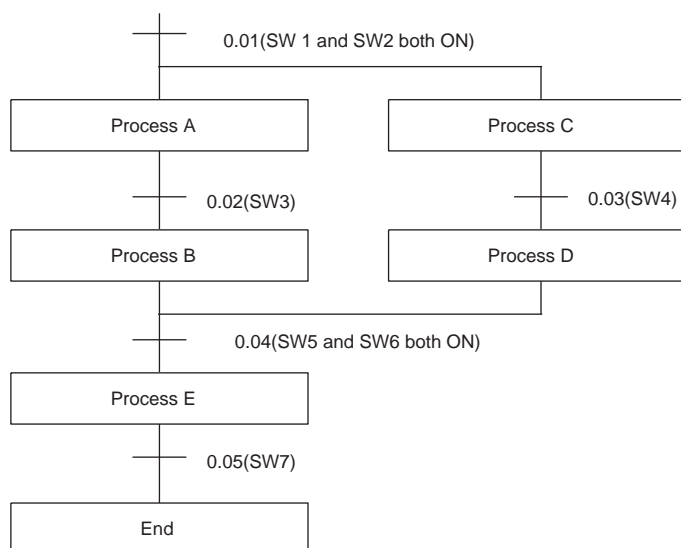 0.01(SW 1 and SW2 both ON)
Process A
Process C
0.02(SW3)
0.03(SW4)
Process B
Process D
0.04(SW5 and SW6 both ON)
Process E
0.05(SW7)
End